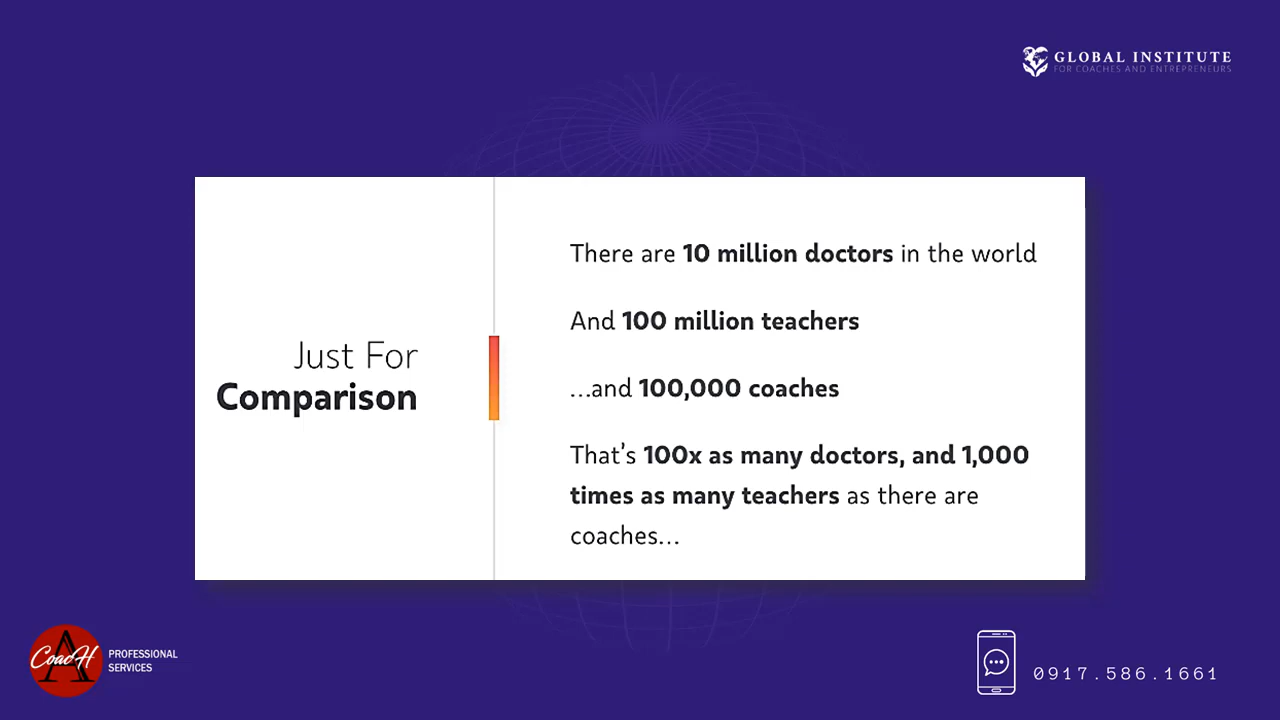 GLOBAL INSTITUTE
FOR COACHES AND ENTREPRENEURS
Just For
Comparison
There are 10 million doctors in the world
And 100 million teachers
...and 100,000 coaches
That's 100x as many doctors, and 1,000
times as many teachers as there are
coaches...
CoacH
A
PROFESSIONAL
SERVICES
0917.586.1661